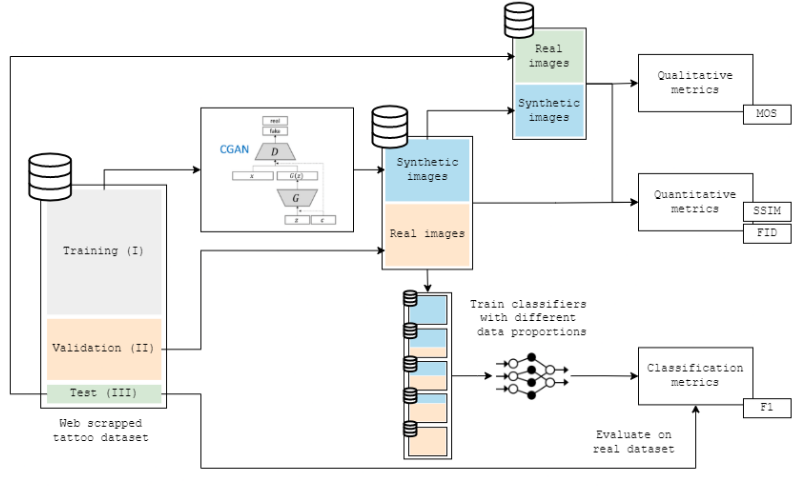 Real
images
Synthetic
images
Qualitative
metrics
MOS
real
fake
CGAN
D
x
G(z)
G
z
c
Synthetic
images
Real images
Quantitative
metrics
SSIM
FID
Training (I)
Validation (II)
Test (III)
Web scrapped
tattoo dataset
Train classifiers
with different
data proportions
Classification
metrics
F1
Evaluate on
real dataset